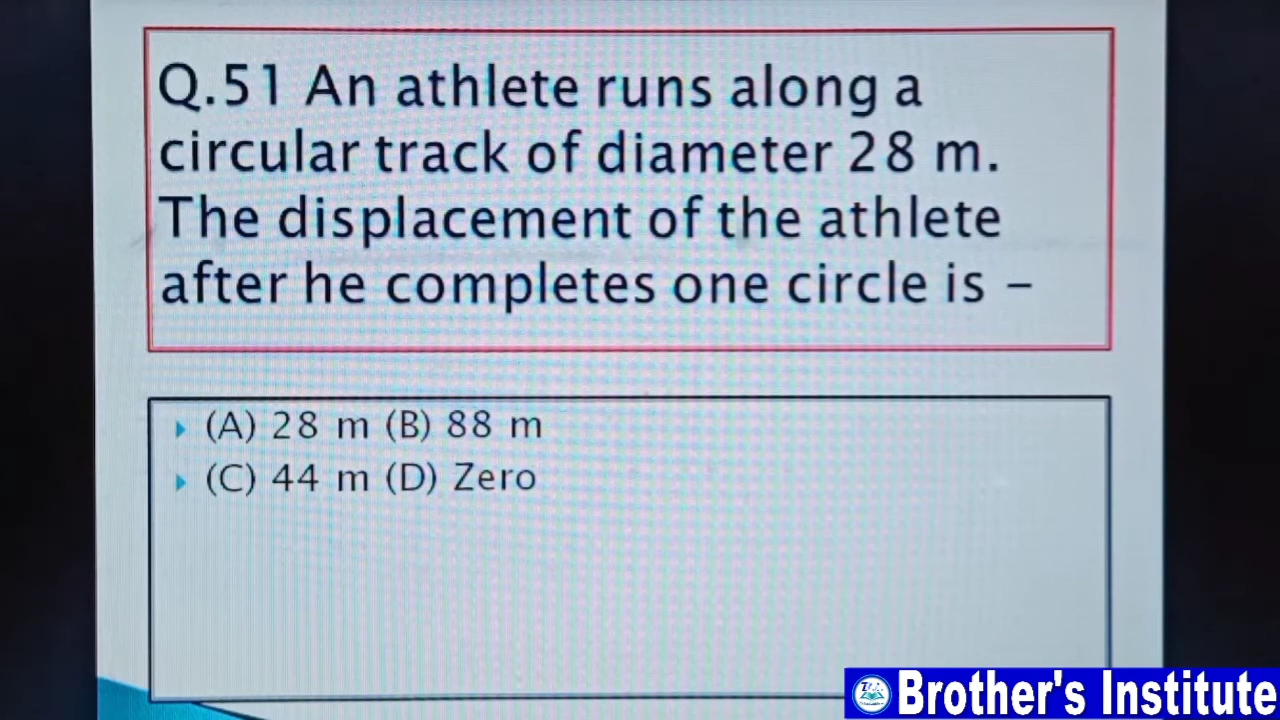 Q.51 An athlete runs along a
circular track of diameter 28 m.
The displacement of the athlete
after he completes one circle is –
(A) 28 m (B) 88 m
(C) 44 m (D) Zero
Brother's Institute